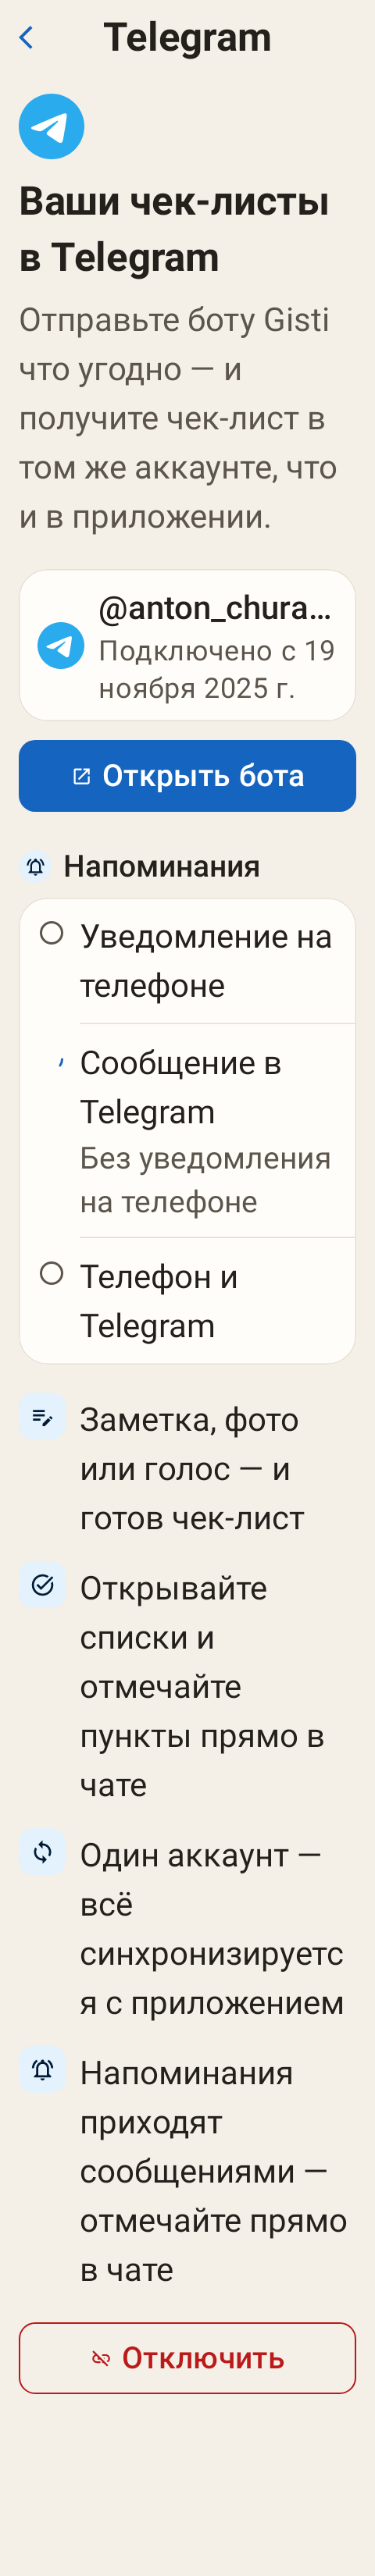 Telegram
Ваши чек-листы
в Telegram
Отправьте боту Gisti
что угодно — и
получите чек-лист в
том же аккаунте, что
и в приложении.
@anton_chura…
Подключено с 19
ноября 2025 г.
Открыть бота
Напоминания
Уведомление на
телефоне
Сообщение в
Telegram
Без уведомления
на телефоне
Телефон и
Telegram
Заметка, фото
или голос — и
готов чек-лист
Открывайте
списки и
отмечайте
пункты прямо в
чате
Один аккаунт —
всё
синхронизируетс
я с приложением
Напоминания
приходят
сообщениями —
отмечайте прямо
в чате
Отключить